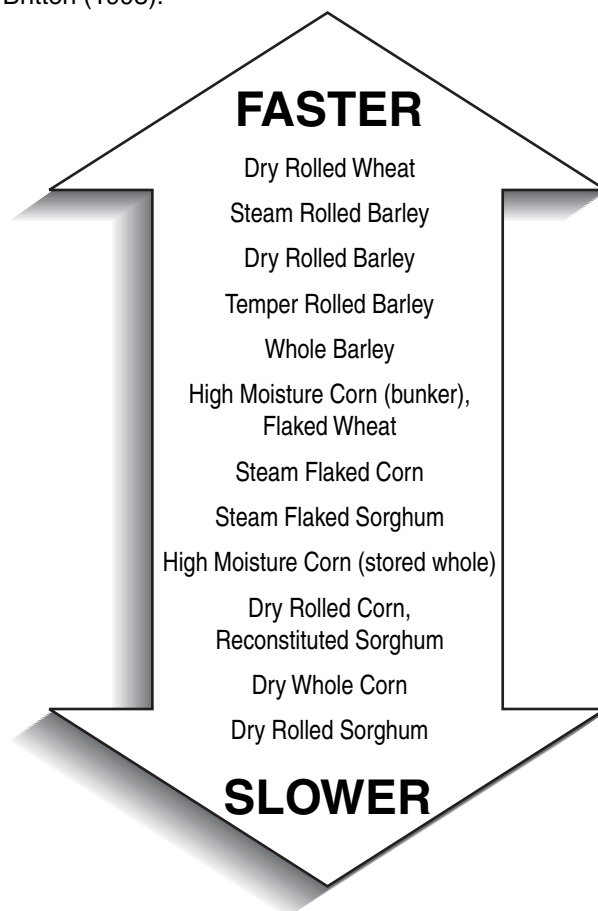 Britton (1993).
FASTER
Dry Rolled Wheat
Steam Rolled Barley
Dry Rolled Barley
Temper Rolled Barley
Whole Barley
High Moisture Corn (bunker),
Flaked Wheat
Steam Flaked Corn
Steam Flaked Sorghum
High Moisture Corn (stored whole)
Dry Rolled Corn,
Reconstituted Sorghum
Dry Whole Corn
Dry Rolled Sorghum
SLOWER